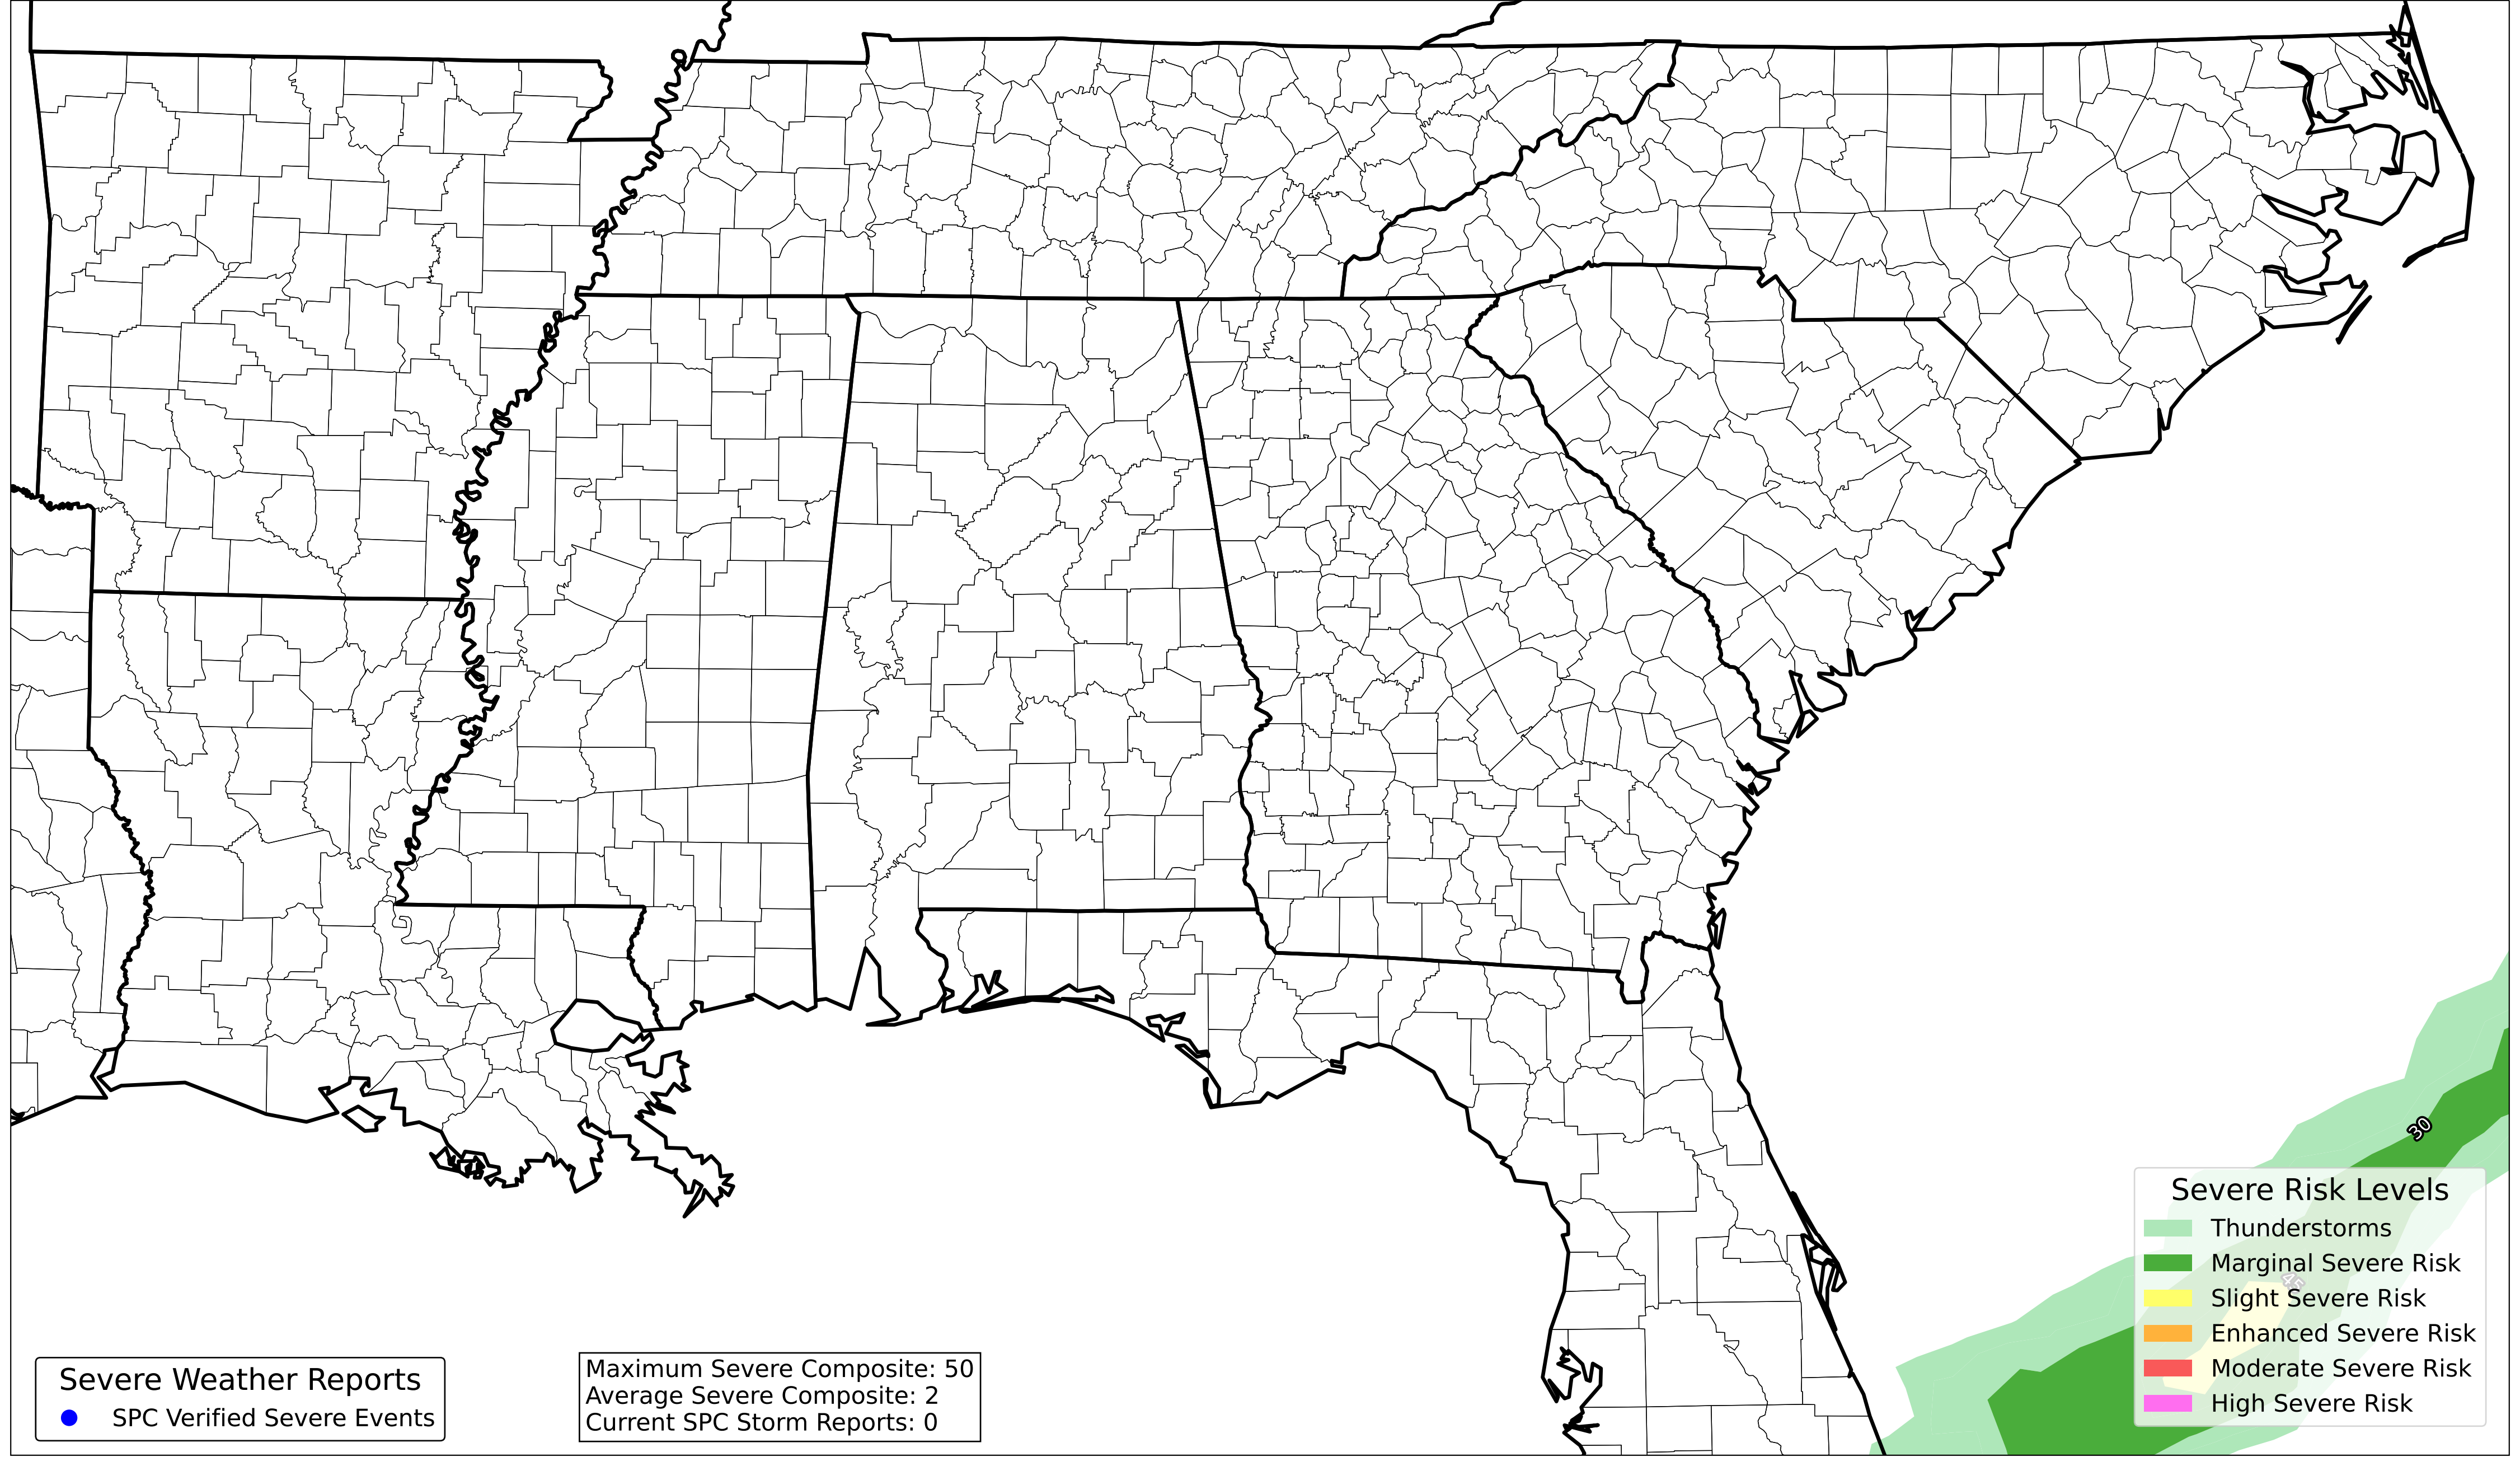 30
45
Severe Risk Levels
Thunderstorms
Marginal Severe Risk
Slight Severe Risk
Enhanced Severe Risk
Moderate Severe Risk
High Severe Risk
Severe Weather Reports
SPC Verified Severe Events
Maximum Severe Composite: 50
Average Severe Composite: 2
Current SPC Storm Reports: 0